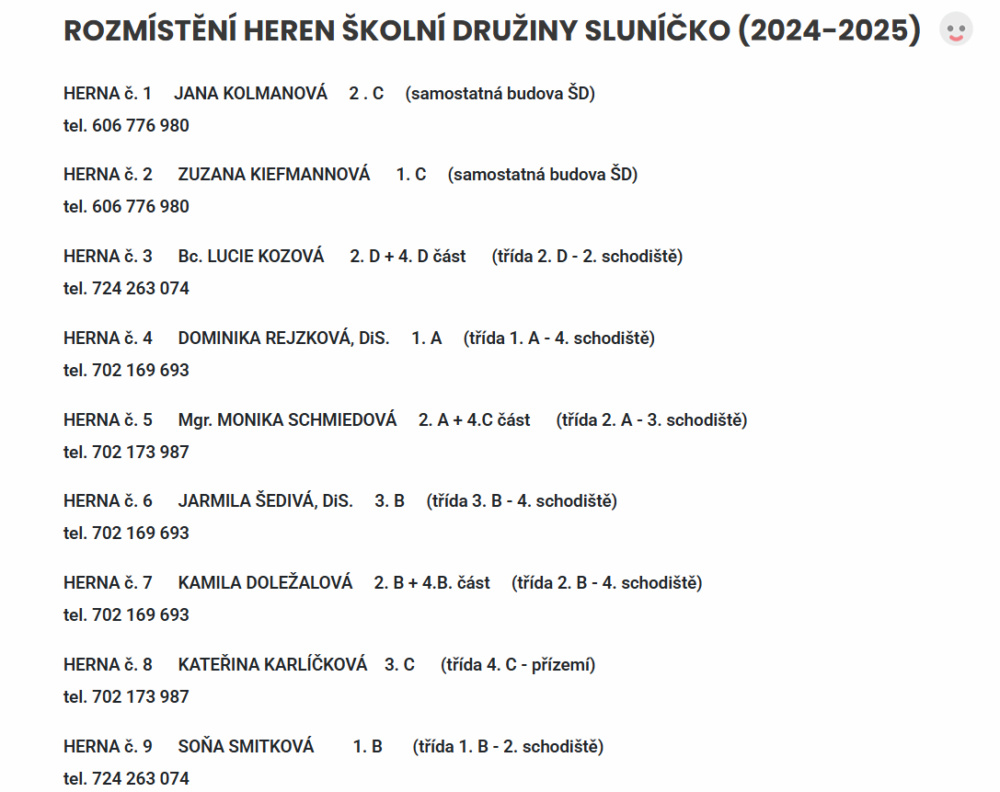 ROZMÍSTĚNÍ HEREN ŠKOLNÍ DRUŽINY SLUNÍČKO (2024-2025)
HERNA č. 1 JANA KOLMANOVÁ 2 . C (samostatná budova ŠD)
tel. 606 776 980
HERNA č. 2 ZUZANA KIEFMANNOVÁ 1. C (samostatná budova ŠD)
tel. 606 776 980
HERNA č. 3 Bc. LUCIE KOZOVÁ 2. D + 4. D část (třída 2. D - 2. schodiště)
tel. 724 263 074
HERNA č. 4 DOMINIKA REJZKOVÁ, DiS. 1. A (třída 1. A - 4. schodiště)
tel. 702 169 693
HERNA č. 5 Mgr. MONIKA SCHMIEDOVÁ 2. A + 4.C část (třída 2. A - 3. schodiště)
tel. 702 173 987
HERNA č. 6 JARMILA ŠEDIVÁ, DiS. 3. B (třída 3. B - 4. schodiště)
tel. 702 169 693
HERNA č. 7 KAMILA DOLEŽALOVÁ 2. B + 4.B. část (třída 2. B - 4. schodiště)
tel. 702 169 693
HERNA č. 8 KATEŘINA KARLÍČKOVÁ 3. C (třída 4. C - přízemí)
tel. 702 173 987
HERNA č. 9 SOŇA SMITKOVÁ 1. B (třída 1. B - 2. schodiště)
tel. 724 263 074